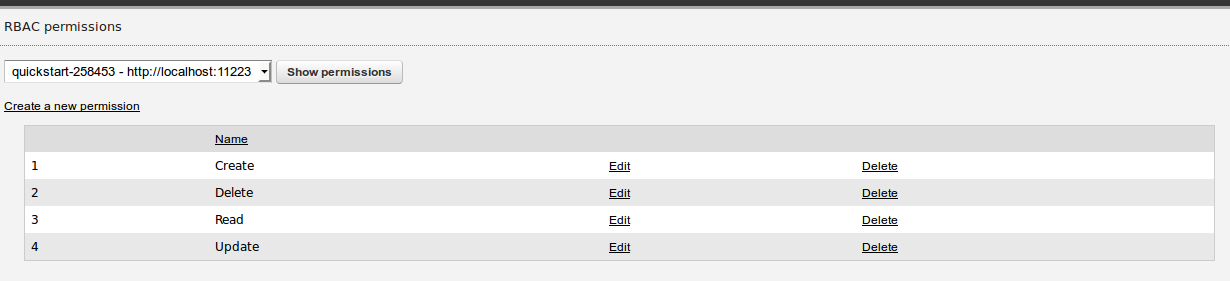 RBAC permissions
quickstart-258453 - http://localhost:11223 Show permissions
Create a new permission
Name
1 Create Edit Delete
2 Delete Edit Delete
3 Read Edit Delete
4 Update Edit Delete